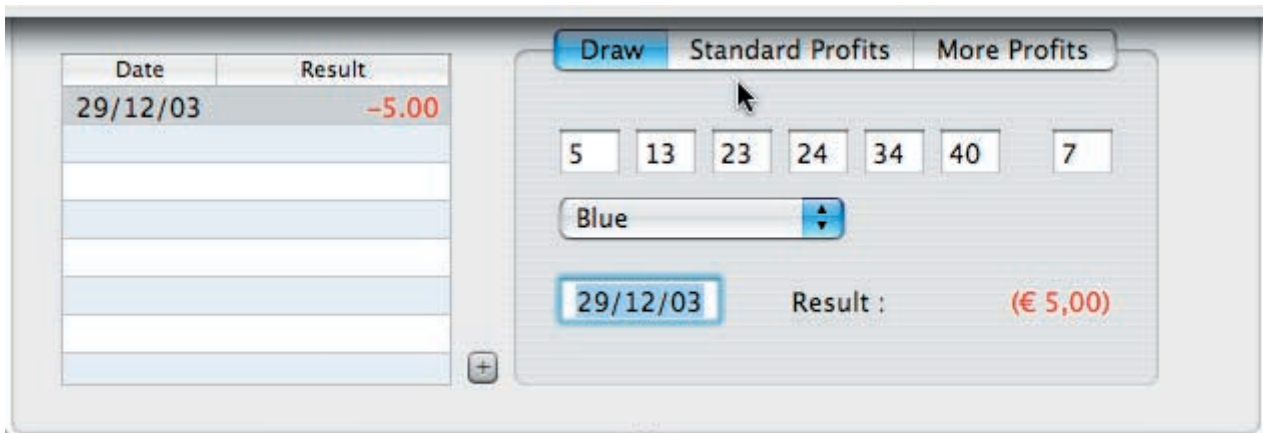 Date Result
29/12/03 –5.00
+
Draw Standard Profits More Profits
5 13 23 24 34 40 7
Blue
29/12/03 Result : (€ 5,00)